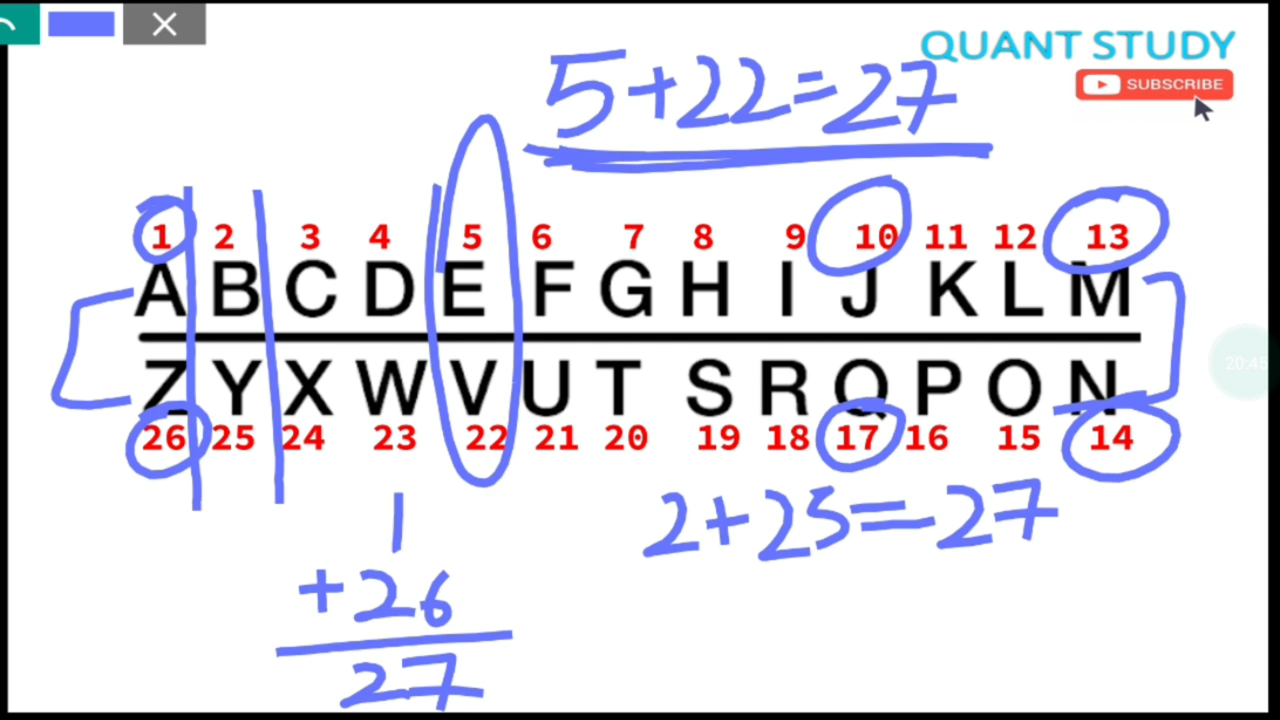 QUANT STUDY
SUBSCRIBE
5+22=27
1 2 3 4 5 6 7 8 9 10 11 12 13
A B C D E F G H I J K L M
Z Y X W V U T S R Q P O N
26 25 24 23 22 21 20 19 18 17 16 15 14
20:45
2+25=27
1
+26
27